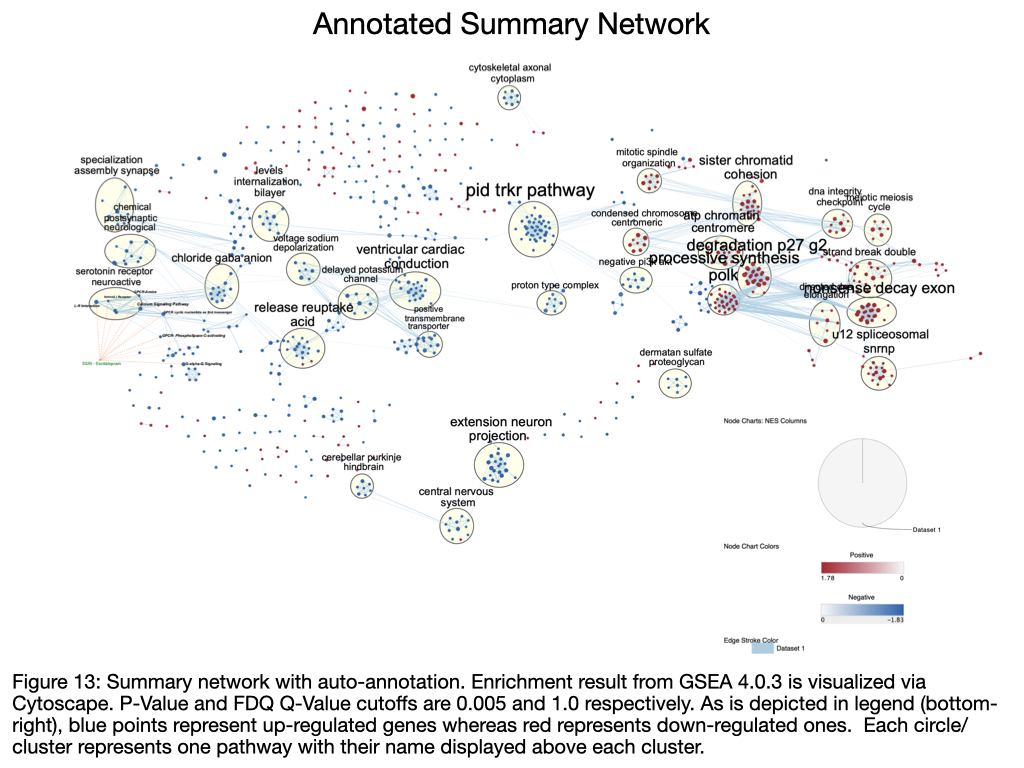 Annotated Summary Network
cytoskeletal axonal
cytoplasm
mitotic spindle
organization
sister chromatid
cohesion
specialization
assembly synapse
levels
internalization
bilayer
pid trkr pathway
dna integrity
checkpoint
meiotic meiosis
cycle
chemical
postsynaptic
neurological
condensed chromosome
centromeric
atp chromatin
centromere
voltage sodium
depolarization
ventricular cardiac
conduction
degradation p27 g2
strand break double
chloride gaba anion
processive synthesis
polk
negative
serotonin receptor
neuroactive
delayed potassium
channel
proton type complex
nonsense decay exon
elongation
GPCR Amine
Calcium Signaling Pathway
release reuptake
acid
positive
transmembrane
transporter
u12 spliceosomal
snrnp
SSRI - Escitalopram
G-alpha-Q Signaling
dermatan sulfate
proteoglycan
extension neuron
projection
cerebellar purkinje
hindbrain
central nervous
system
Node Charts: NES Columns
Dataset 1
Node Chart Colors
Positive
1.78 0
Negative
0 -1.83
Edge Stroke Color
Dataset 1
Figure 13: Summary network with auto-annotation. Enrichment result from GSEA 4.0.3 is visualized via
Cytoscape. P-Value and FDQ Q-Value cutoffs are 0.005 and 1.0 respectively. As is depicted in legend (bottom-
right), blue points represent up-regulated genes whereas red represents down-regulated ones.  Each circle/
cluster represents one pathway with their name displayed above each cluster.